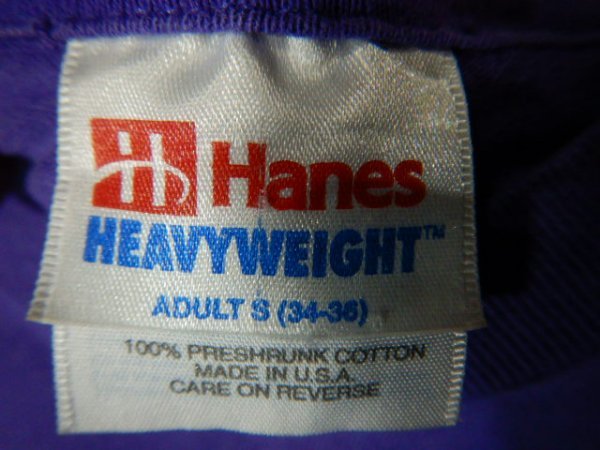 H Hanes
HEAVYWEIGHT™
ADULT S (34-36)
100% PRESHRUNK COTTON
MADE IN U.S.A.
CARE ON REVERSE